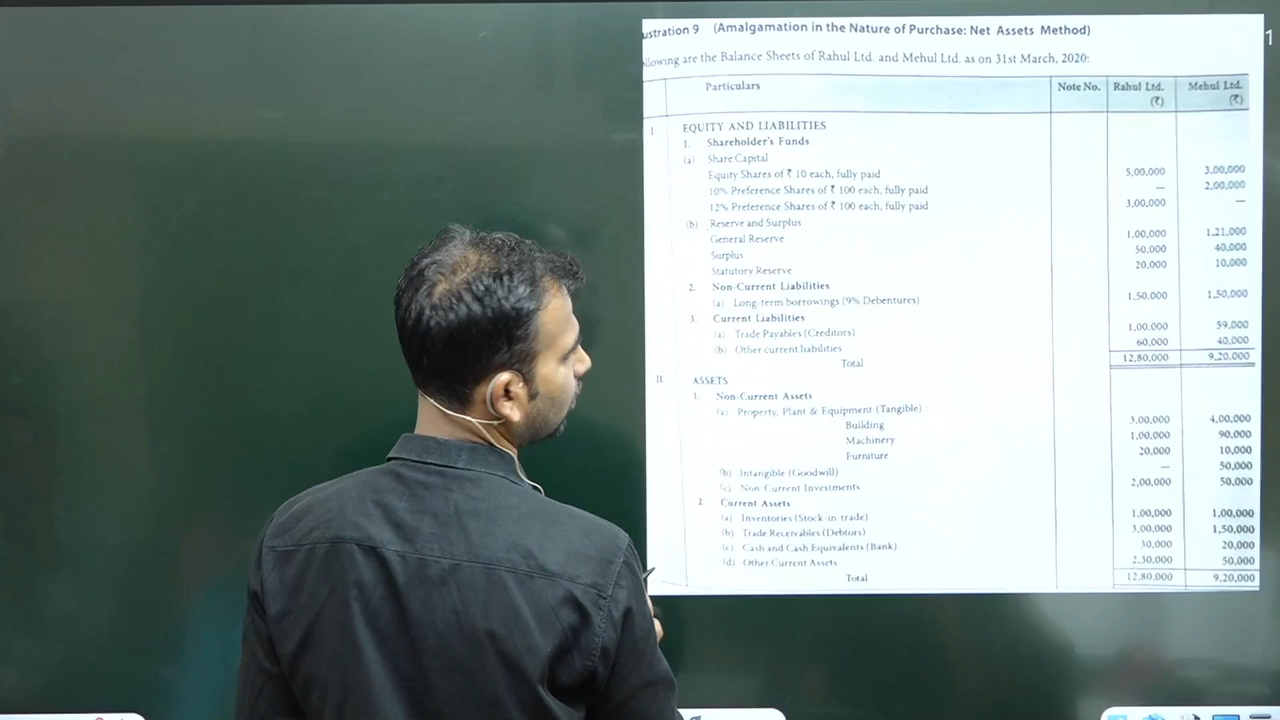 ustration 9 (Amalgamation in the Nature of Purchase: Net Assets Method)
1
llowing are the Balance Sheets of Rahul Ltd. and Mehul Ltd. as on 31st March, 2020:
Particulars Note No. Rahul Ltd. (₹) Mehul Ltd. (₹)
I EQUITY AND LIABILITIES
1. Shareholder's Funds
(a) Share Capital
Equity Shares of ₹ 10 each, fully paid 5,00,000 3,00,000
10% Preference Shares of ₹ 100 each, fully paid — 2,00,000
12% Preference Shares of ₹ 100 each, fully paid 3,00,000 —
(b) Reserve and Surplus
General Reserve 1,00,000 1,21,000
Surplus 50,000 40,000
Statutory Reserve 20,000 10,000
2. Non-Current Liabilities
(a) Long-term borrowings (9% Debentures) 1,50,000 1,50,000
3. Current Liabilities
(a) Trade Payables (Creditors) 1,00,000 59,000
(b) Other current liabilities 60,000 40,000
Total 12,80,000 9,20,000
II. ASSETS
1. Non-Current Assets
(a) Property, Plant & Equipment (Tangible) :
Building 3,00,000 4,00,000
Machinery 1,00,000 90,000
Furniture 20,000 10,000
(b) Intangible (Goodwill) — 50,000
(c) Non-Current Investments 2,00,000 50,000
2 Current Assets
(a) Inventories (Stock-in-trade) 1,00,000 1,00,000
(b) Trade Receivables (Debtors) 3,00,000 1,50,000
(c) Cash and Cash Equivalents (Bank) 30,000 20,000
(d) Other Current Assets 2,30,000 50,000
Total 12,80,000 9,20,000